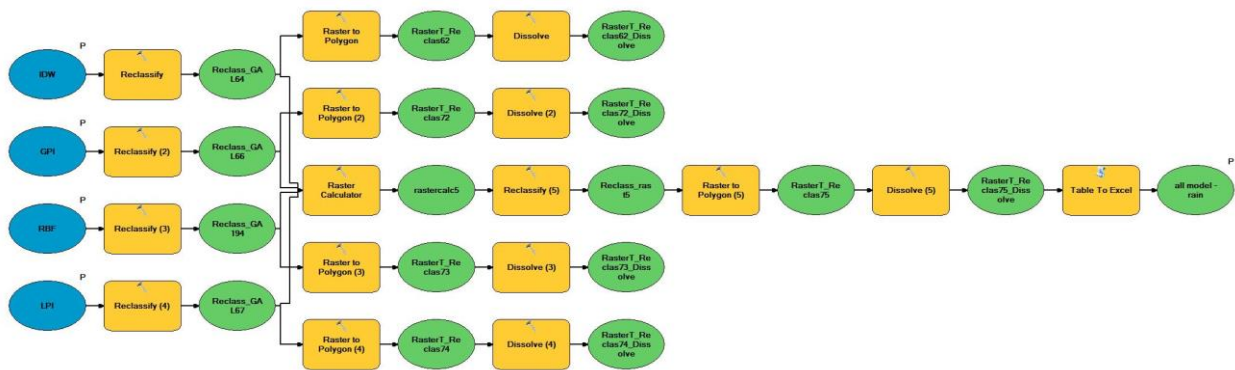 P
IDW
Reclassify
Reclass_GA
L64
Raster to
Polygon
RasterT_Re
clas62
Dissolve
RasterT_Re
clas62_Diss
olve
P
GPI
Reclassify (2)
Reclass_GA
L66
Raster to
Polygon (2)
RasterT_Re
clas72
Dissolve (2)
RasterT_Re
clas72_Diss
olve
Raster
Calculator
rastercalc5
Reclassify (5)
Reclass_ras
t5
Raster to
Polygon (5)
RasterT_Re
clas75
Dissolve (5)
RasterT_Re
clas75_Diss
olve
Table To Excel
P
all model -
rain
P
RBF
Reclassify (3)
Reclass_GA
194
Raster to
Polygon (3)
RasterT_Re
clas73
Dissolve (3)
RasterT_Re
clas73_Diss
olve
P
LPI
Reclassify (4)
Reclass_GA
L67
Raster to
Polygon (4)
RasterT_Re
clas74
Dissolve (4)
RasterT_Re
clas74_Diss
olve